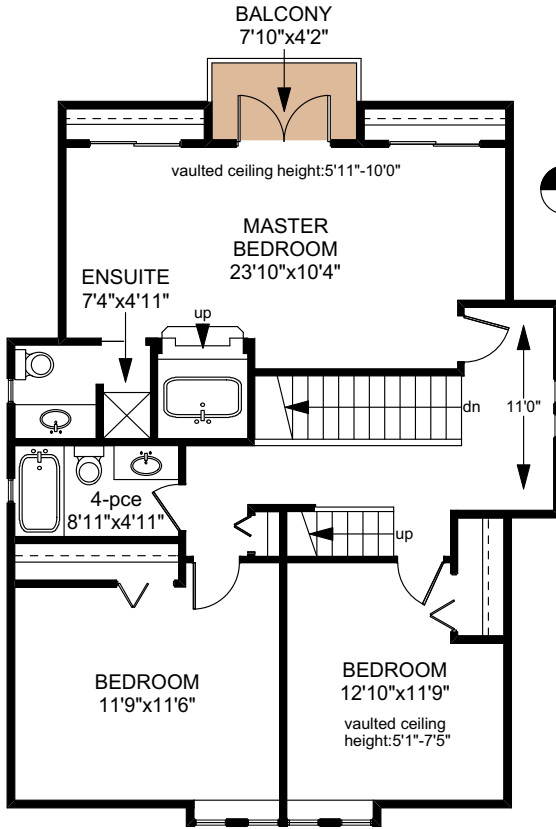 BALCONY
7'10"x4'2"
vaulted ceiling height:5'11"-10'0"
MASTER
BEDROOM
23'10"x10'4"
ENSUITE
7'4"x4'11"
up
dn
11'0"
4-pce
8'11"x4'11"
up
BEDROOM
11'9"x11'6"
BEDROOM
12'10"x11'9"
vaulted ceiling
height:5'1"-7'5"